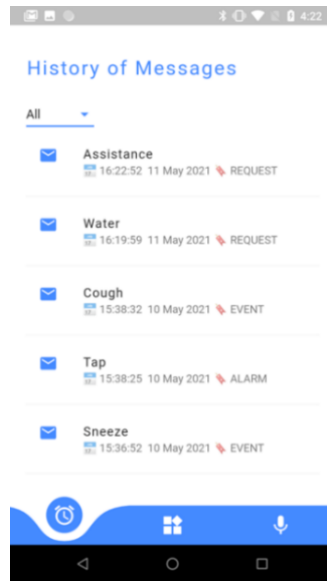 4:22
History of Messages
All
Assistance
16:22:52 11 May 2021 REQUEST
Water
16:19:59 11 May 2021 REQUEST
Cough
15:38:32 10 May 2021 EVENT
Tap
15:38:25 10 May 2021 ALARM
Sneeze
15:36:52 10 May 2021 EVENT